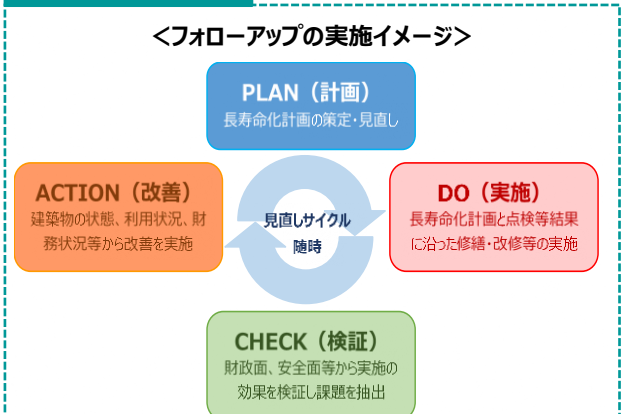 ＜フォローアップの実施イメージ＞
PLAN（計画）
長寿命化計画の策定・見直し
ACTION（改善）
建築物の状態、利用状況、財
務状況等から改善を実施
見直しサイクル
随時
DO（実施）
長寿命化計画と点検等結果
に沿った修繕・改修等の実施
CHECK（検証）
財政面、安全面等から実施の
効果を検証し課題を抽出